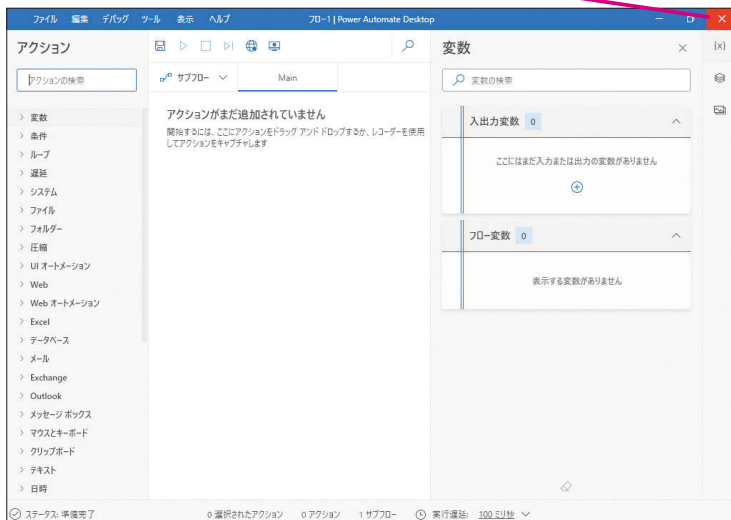 ファイル 編集 デバッグ ツール 表示 ヘルプ
フロー1 | Power Automate Desktop
アクション
アクションの検索
変数
条件
ループ
遅延
システム
ファイル
フォルダー
圧縮
UI オートメーション
Web
Web オートメーション
Excel
データベース
メール
Exchange
Outlook
メッセージ ボックス
マウスとキーボード
クリップボード
テキスト
日時
サブフロー
Main
アクションがまだ追加されていません
開始するには、ここにアクションをドラッグ アンド ドロップするか、レコーダーを使用
してアクションをキャプチャします
変数
{x}
変数の検索
入出力変数 0
ここにはまだ入力または出力の変数がありません
フロー変数 0
表示する変数がありません
ステータス: 準備完了
0 選択されたアクション
0 アクション
1 サブフロー
実行遅延: 100 ミリ秒